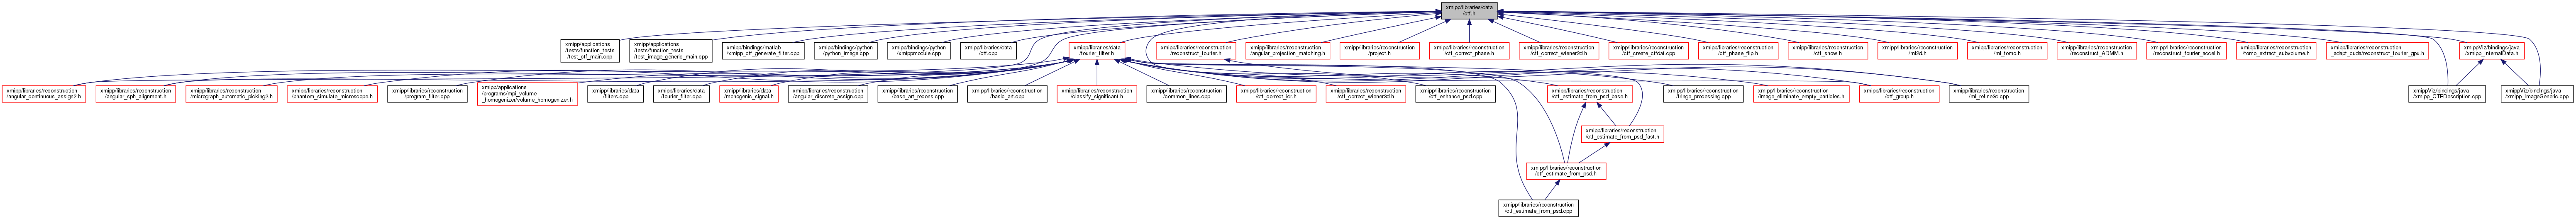 xmipp/libraries/data
/ctf.h
xmipp/applications
/tests/function_tests
/test_ctf_main.cpp
xmipp/applications
/tests/function_tests
/test_image_generic_main.cpp
xmipp/bindings/matlab
/xmipp_ctf_generate_filter.cpp
xmipp/bindings/python
/python_image.cpp
xmipp/bindings/python
/xmippmodule.cpp
xmipp/libraries/data
/ctf.cpp
xmipp/libraries/data
/fourier_filter.h
xmipp/libraries/reconstruction
/reconstruct_fourier.h
xmipp/libraries/reconstruction
/angular_projection_matching.h
xmipp/libraries/reconstruction
/project.h
xmipp/libraries/reconstruction
/ctf_correct_phase.h
xmipp/libraries/reconstruction
/ctf_correct_wiener2d.h
xmipp/libraries/reconstruction
/ctf_create_ctfdat.cpp
xmipp/libraries/reconstruction
/ctf_phase_flip.h
xmipp/libraries/reconstruction
/ctf_show.h
xmipp/libraries/reconstruction
/ml2d.h
xmipp/libraries/reconstruction
/ml_tomo.h
xmipp/libraries/reconstruction
/reconstruct_ADMM.h
xmipp/libraries/reconstruction
/reconstruct_fourier_accel.h
xmipp/libraries/reconstruction
/tomo_extract_subvolume.h
xmipp/libraries/reconstruction
_adapt_cuda/reconstruct_fourier_gpu.h
xmippViz/bindings/java
/xmipp_InternalData.h
xmipp/libraries/reconstruction
/angular_continuous_assign2.h
xmipp/libraries/reconstruction
/angular_sph_alignment.h
xmipp/libraries/reconstruction
/micrograph_automatic_picking2.h
xmipp/libraries/reconstruction
/phantom_simulate_microscope.h
xmipp/libraries/reconstruction
/program_filter.cpp
xmipp/applications
/programs/mpi_volume
_homogenizer/volume_homogenizer.h
xmipp/libraries/data
/filters.cpp
xmipp/libraries/data
/fourier_filter.cpp
xmipp/libraries/data
/monogenic_signal.h
xmipp/libraries/reconstruction
/angular_discrete_assign.cpp
xmipp/libraries/reconstruction
/base_art_recons.cpp
xmipp/libraries/reconstruction
/basic_art.cpp
xmipp/libraries/reconstruction
/classify_significant.h
xmipp/libraries/reconstruction
/common_lines.cpp
xmipp/libraries/reconstruction
/ctf_correct_idr.h
xmipp/libraries/reconstruction
/ctf_correct_wiener3d.h
xmipp/libraries/reconstruction
/ctf_enhance_psd.cpp
xmipp/libraries/reconstruction
/ctf_estimate_from_psd_base.h
xmipp/libraries/reconstruction
/fringe_processing.cpp
xmipp/libraries/reconstruction
/image_eliminate_empty_particles.h
xmipp/libraries/reconstruction
/ctf_group.h
xmipp/libraries/reconstruction
/ml_refine3d.cpp
xmippViz/bindings/java
/xmipp_CTFDescription.cpp
xmippViz/bindings/java
/xmipp_ImageGeneric.cpp
xmipp/libraries/reconstruction
/ctf_estimate_from_psd_fast.h
xmipp/libraries/reconstruction
/ctf_estimate_from_psd.h
xmipp/libraries/reconstruction
/ctf_estimate_from_psd.cpp